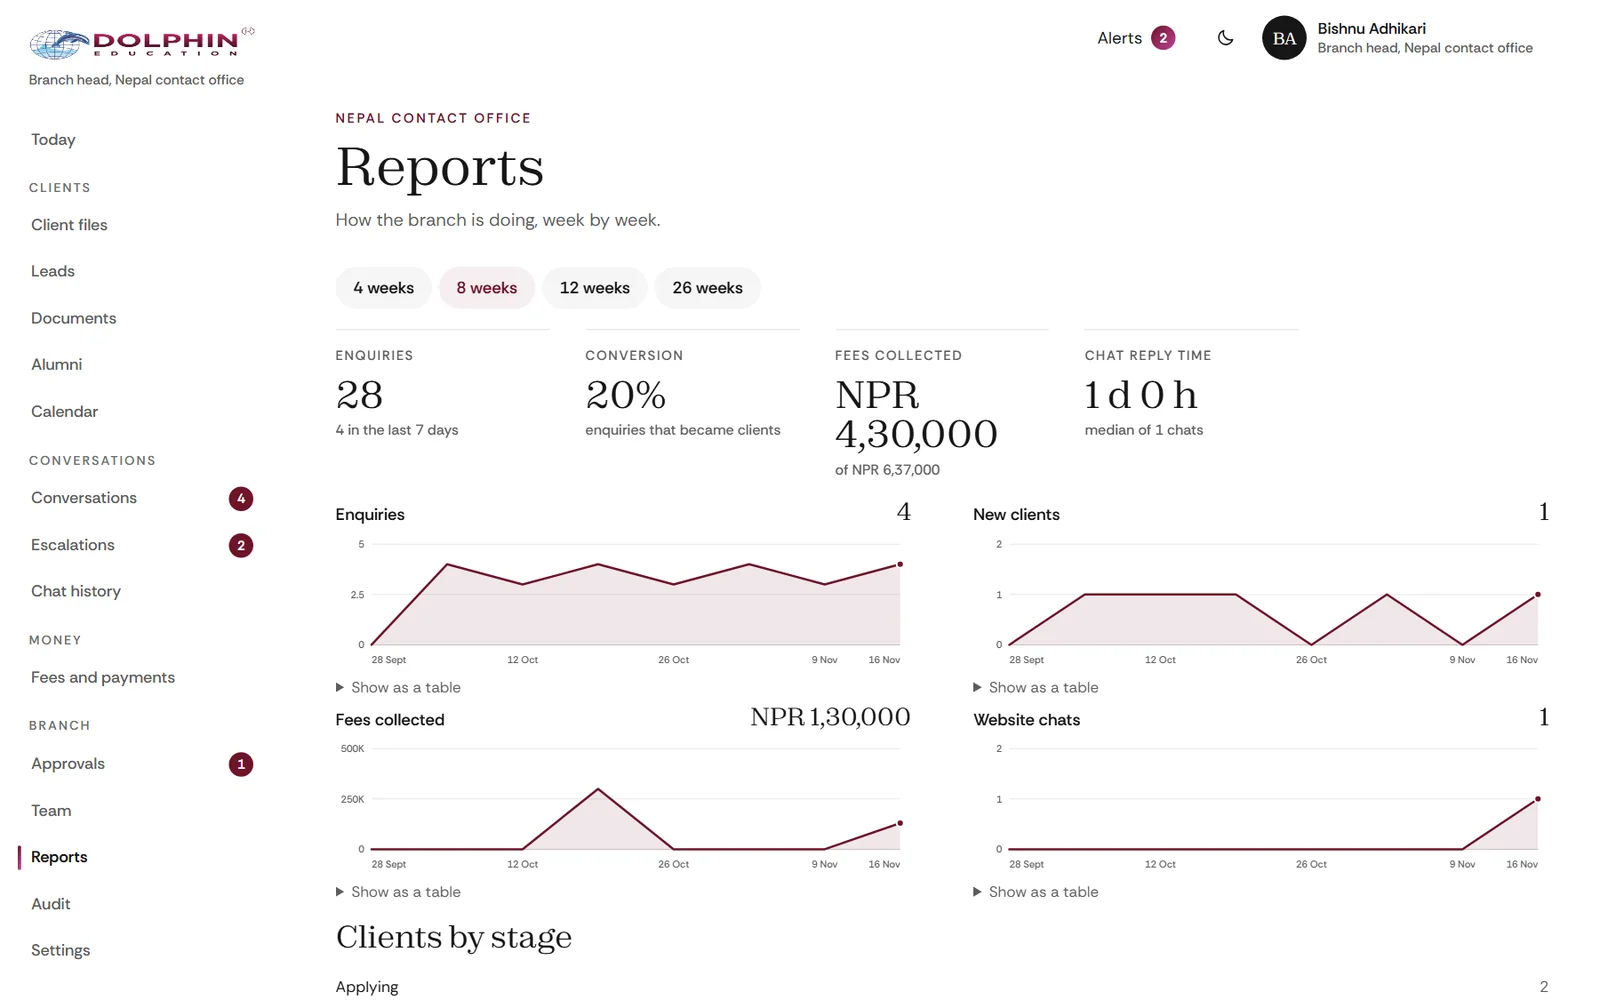 DOLPHIN
EDUCATION
Branch head, Nepal contact office
Alerts 2
BA
Bishnu Adhikari
Branch head, Nepal contact office
Today
CLIENTS
Client files
Leads
Documents
Alumni
Calendar
CONVERSATIONS
Conversations 4
Escalations 2
Chat history
MONEY
Fees and payments
BRANCH
Approvals 1
Team
Reports
Audit
Settings
NEPAL CONTACT OFFICE
Reports
How the branch is doing, week by week.
4 weeks 8 weeks 12 weeks 26 weeks
ENQUIRIES
28
4 in the last 7 days
CONVERSION
20%
enquiries that became clients
FEES COLLECTED
NPR
4,30,000
of NPR 6,37,000
CHAT REPLY TIME
1 d 0 h
median of 1 chats
Enquiries 4
5
2.5
0
28 Sept 12 Oct 26 Oct 9 Nov 16 Nov
Show as a table
New clients 1
2
1
0
28 Sept 12 Oct 26 Oct 9 Nov 16 Nov
Show as a table
Fees collected NPR 1,30,000
500K
250K
0
28 Sept 12 Oct 26 Oct 9 Nov 16 Nov
Show as a table
Website chats 1
2
1
0
28 Sept 12 Oct 26 Oct 9 Nov 16 Nov
Show as a table
Clients by stage
Applying 2